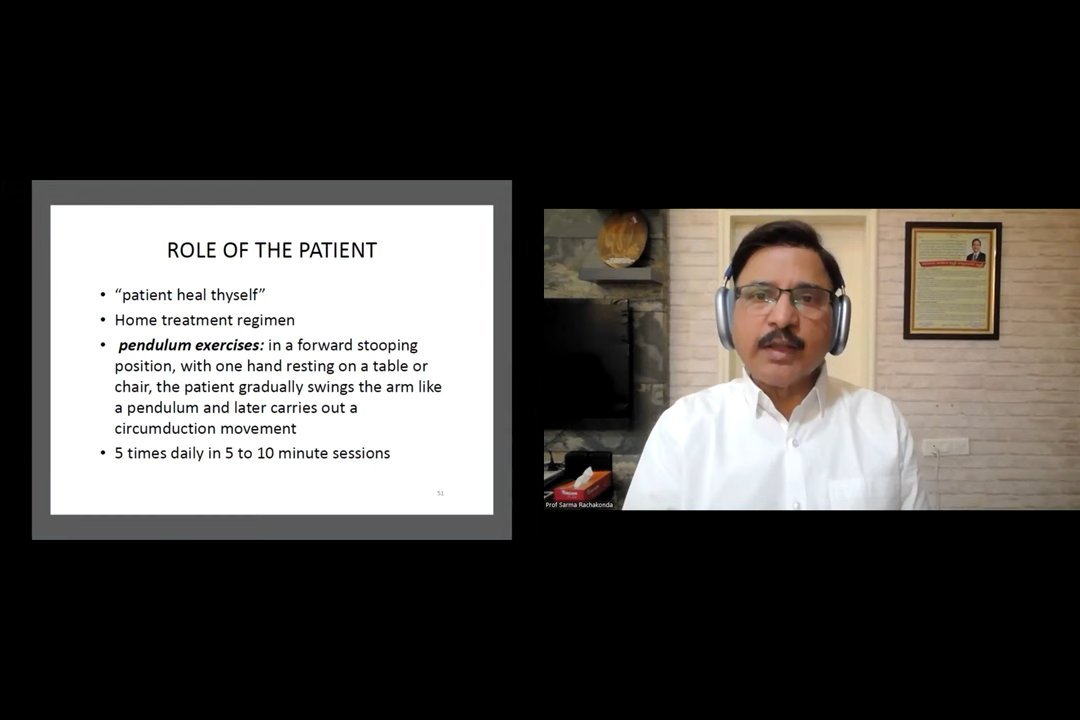 ROLE OF THE PATIENT
• “patient heal thyself”
• Home treatment regimen
• pendulum exercises: in a forward stooping
position, with one hand resting on a table or
chair, the patient gradually swings the arm like
a pendulum and later carries out a
circumduction movement
• 5 times daily in 5 to 10 minute sessions
51
Prof Sarma Rachakonda